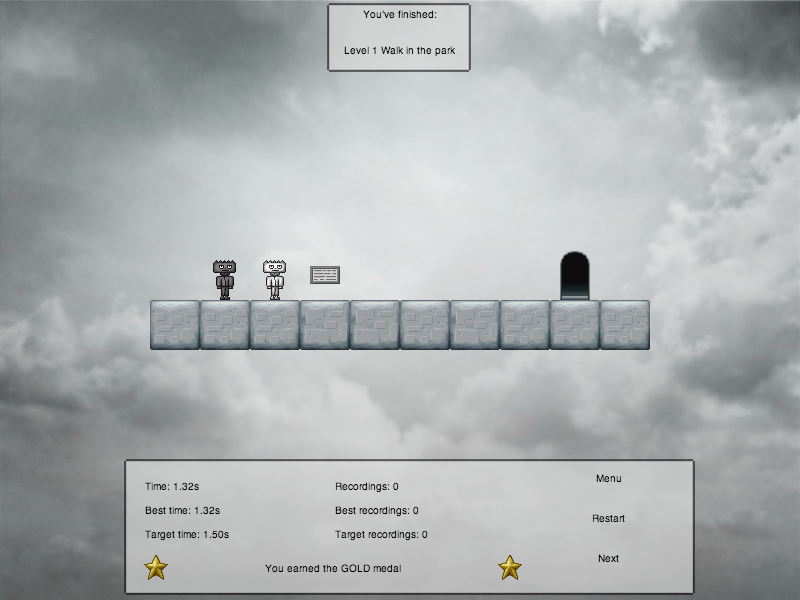 You've finished:
Level 1 Walk in the park
Time: 1.32s
Recordings: 0
Menu
Best time: 1.32s
Best recordings: 0
Restart
Target time: 1.50s
Target recordings: 0
Next
You earned the GOLD medal